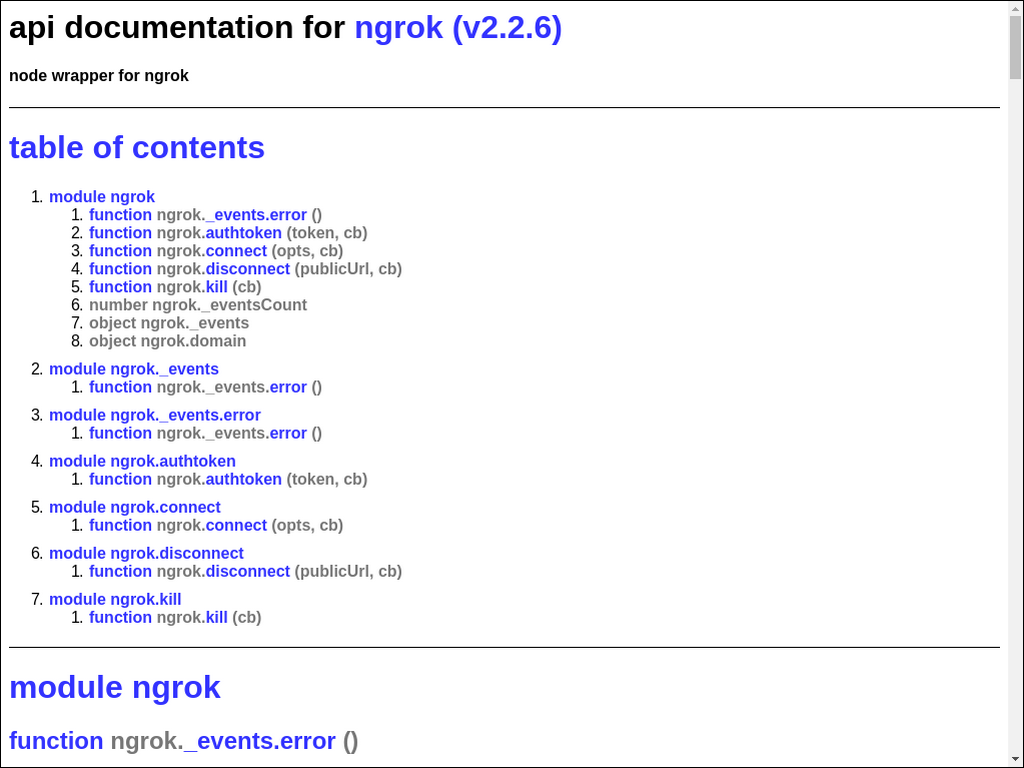 api documentation for ngrok (v2.2.6)
node wrapper for ngrok
table of contents
1. module ngrok
1. function ngrok._events.error ()
2. function ngrok.authtoken (token, cb)
3. function ngrok.connect (opts, cb)
4. function ngrok.disconnect (publicUrl, cb)
5. function ngrok.kill (cb)
6. number ngrok._eventsCount
7. object ngrok._events
8. object ngrok.domain
2. module ngrok._events
1. function ngrok._events.error ()
3. module ngrok._events.error
1. function ngrok._events.error ()
4. module ngrok.authtoken
1. function ngrok.authtoken (token, cb)
5. module ngrok.connect
1. function ngrok.connect (opts, cb)
6. module ngrok.disconnect
1. function ngrok.disconnect (publicUrl, cb)
7. module ngrok.kill
1. function ngrok.kill (cb)
module ngrok
function ngrok._events.error ()